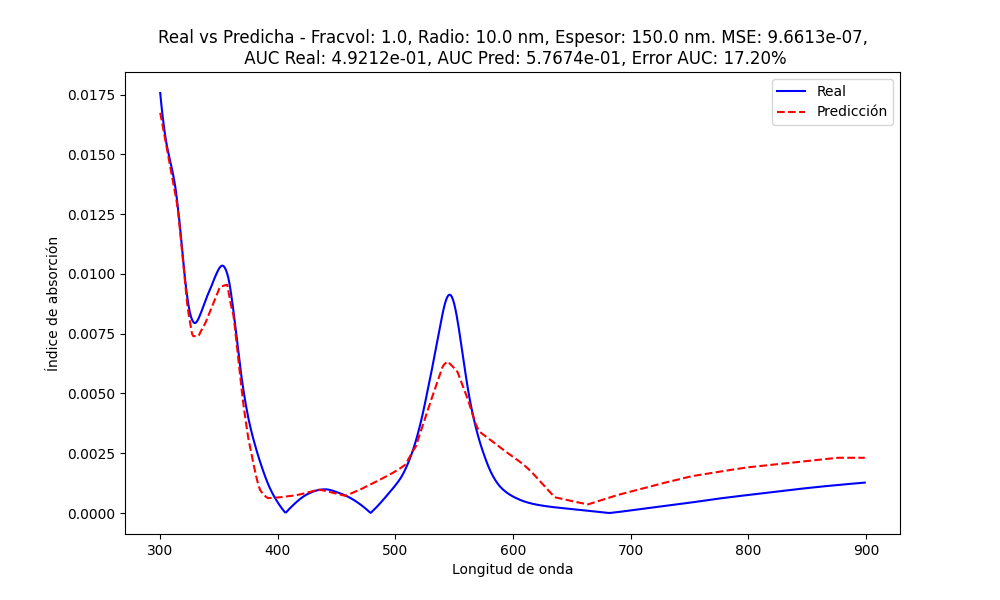 Real vs Predicha - Fracvol: 1.0, Radio: 10.0 nm, Espesor: 150.0 nm. MSE: 9.6613e-07,
AUC Real: 4.9212e-01, AUC Pred: 5.7674e-01, Error AUC: 17.20%
Real
Predicción
0.0175
0.0150
0.0125
0.0100
0.0075
0.0050
0.0025
0.0000
Índice de absorción
300 400 500 600 700 800 900
Longitud de onda